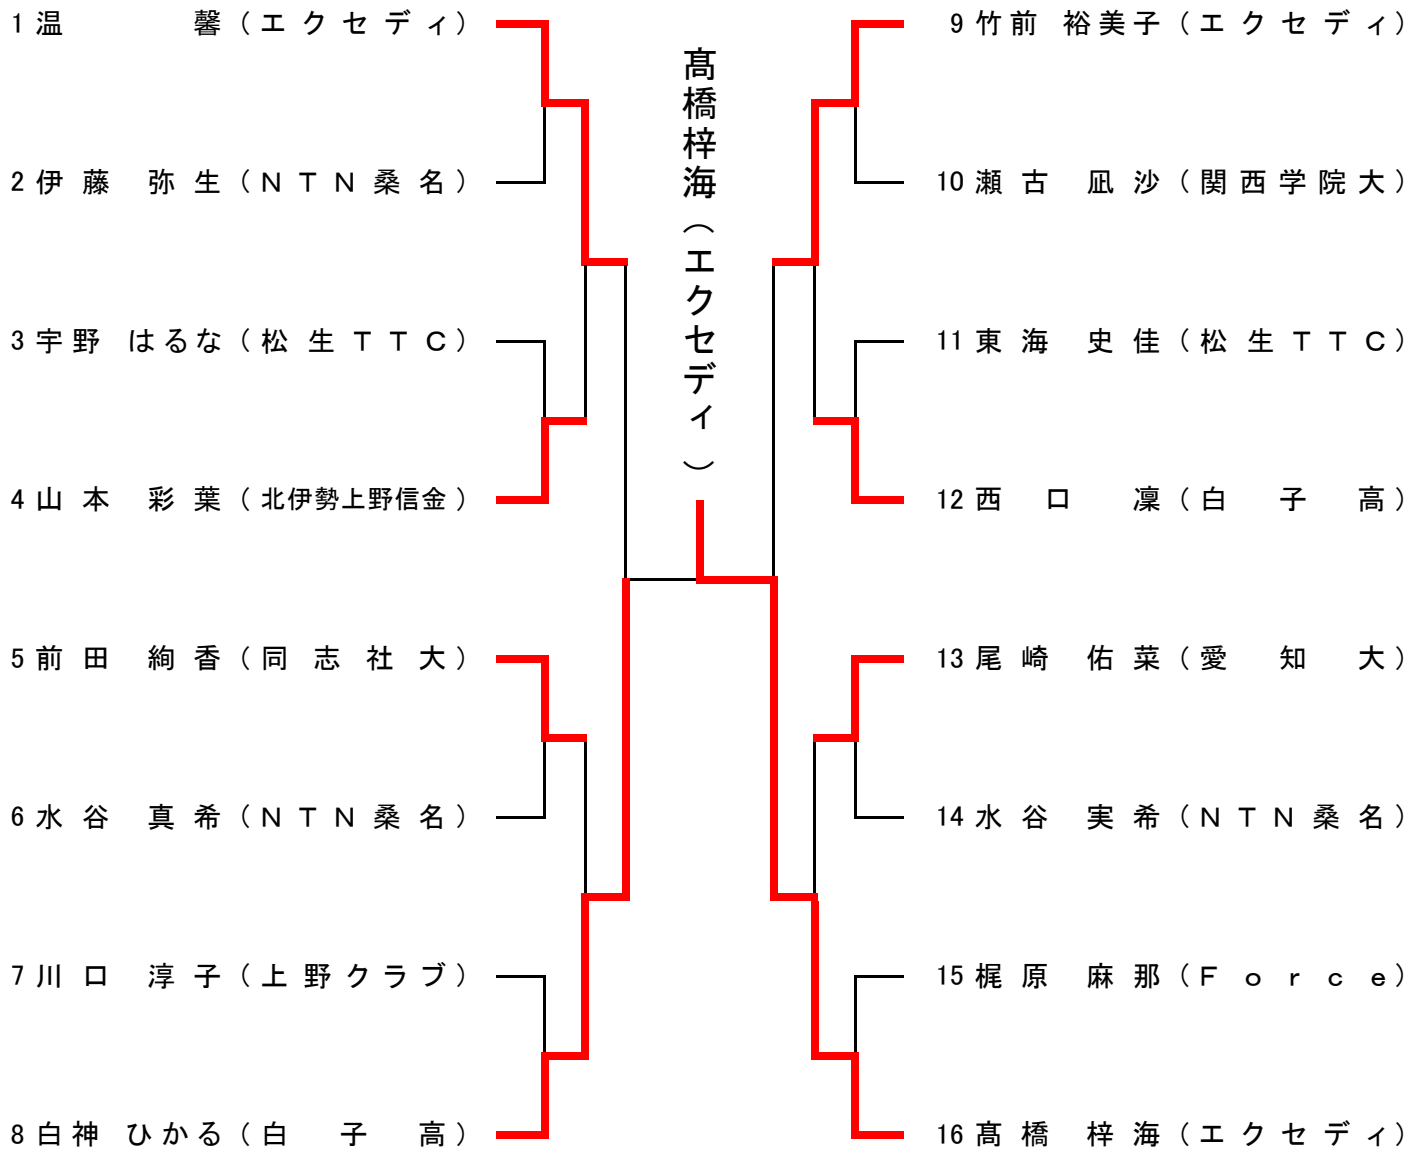 1 温 馨 （エクセディ）
2 伊藤 弥生 （ＮＴＮ桑名）
3 宇野 はるな （松生ＴＴＣ）
4 山本 彩葉 （北伊勢上野信金）
5 前田 絢香 （同志社大）
6 水谷 真希 （ＮＴＮ桑名）
7 川口 淳子 （上野クラブ）
8 白神 ひかる （白子高）
髙橋梓海（エクセディ）
9 竹前 裕美子 （エクセディ）
10 瀬古 凪沙 （関西学院大）
11 東海 史佳 （松生ＴＴＣ）
12 西口 凜 （白子高）
13 尾崎 佑菜 （愛知大）
14 水谷 実希 （ＮＴＮ桑名）
15 梶原 麻那 （Ｆｏｒｃｅ）
16 髙橋 梓海 （エクセディ）